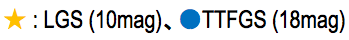 ★ : LGS (10mag)、●TTFGS (18mag)